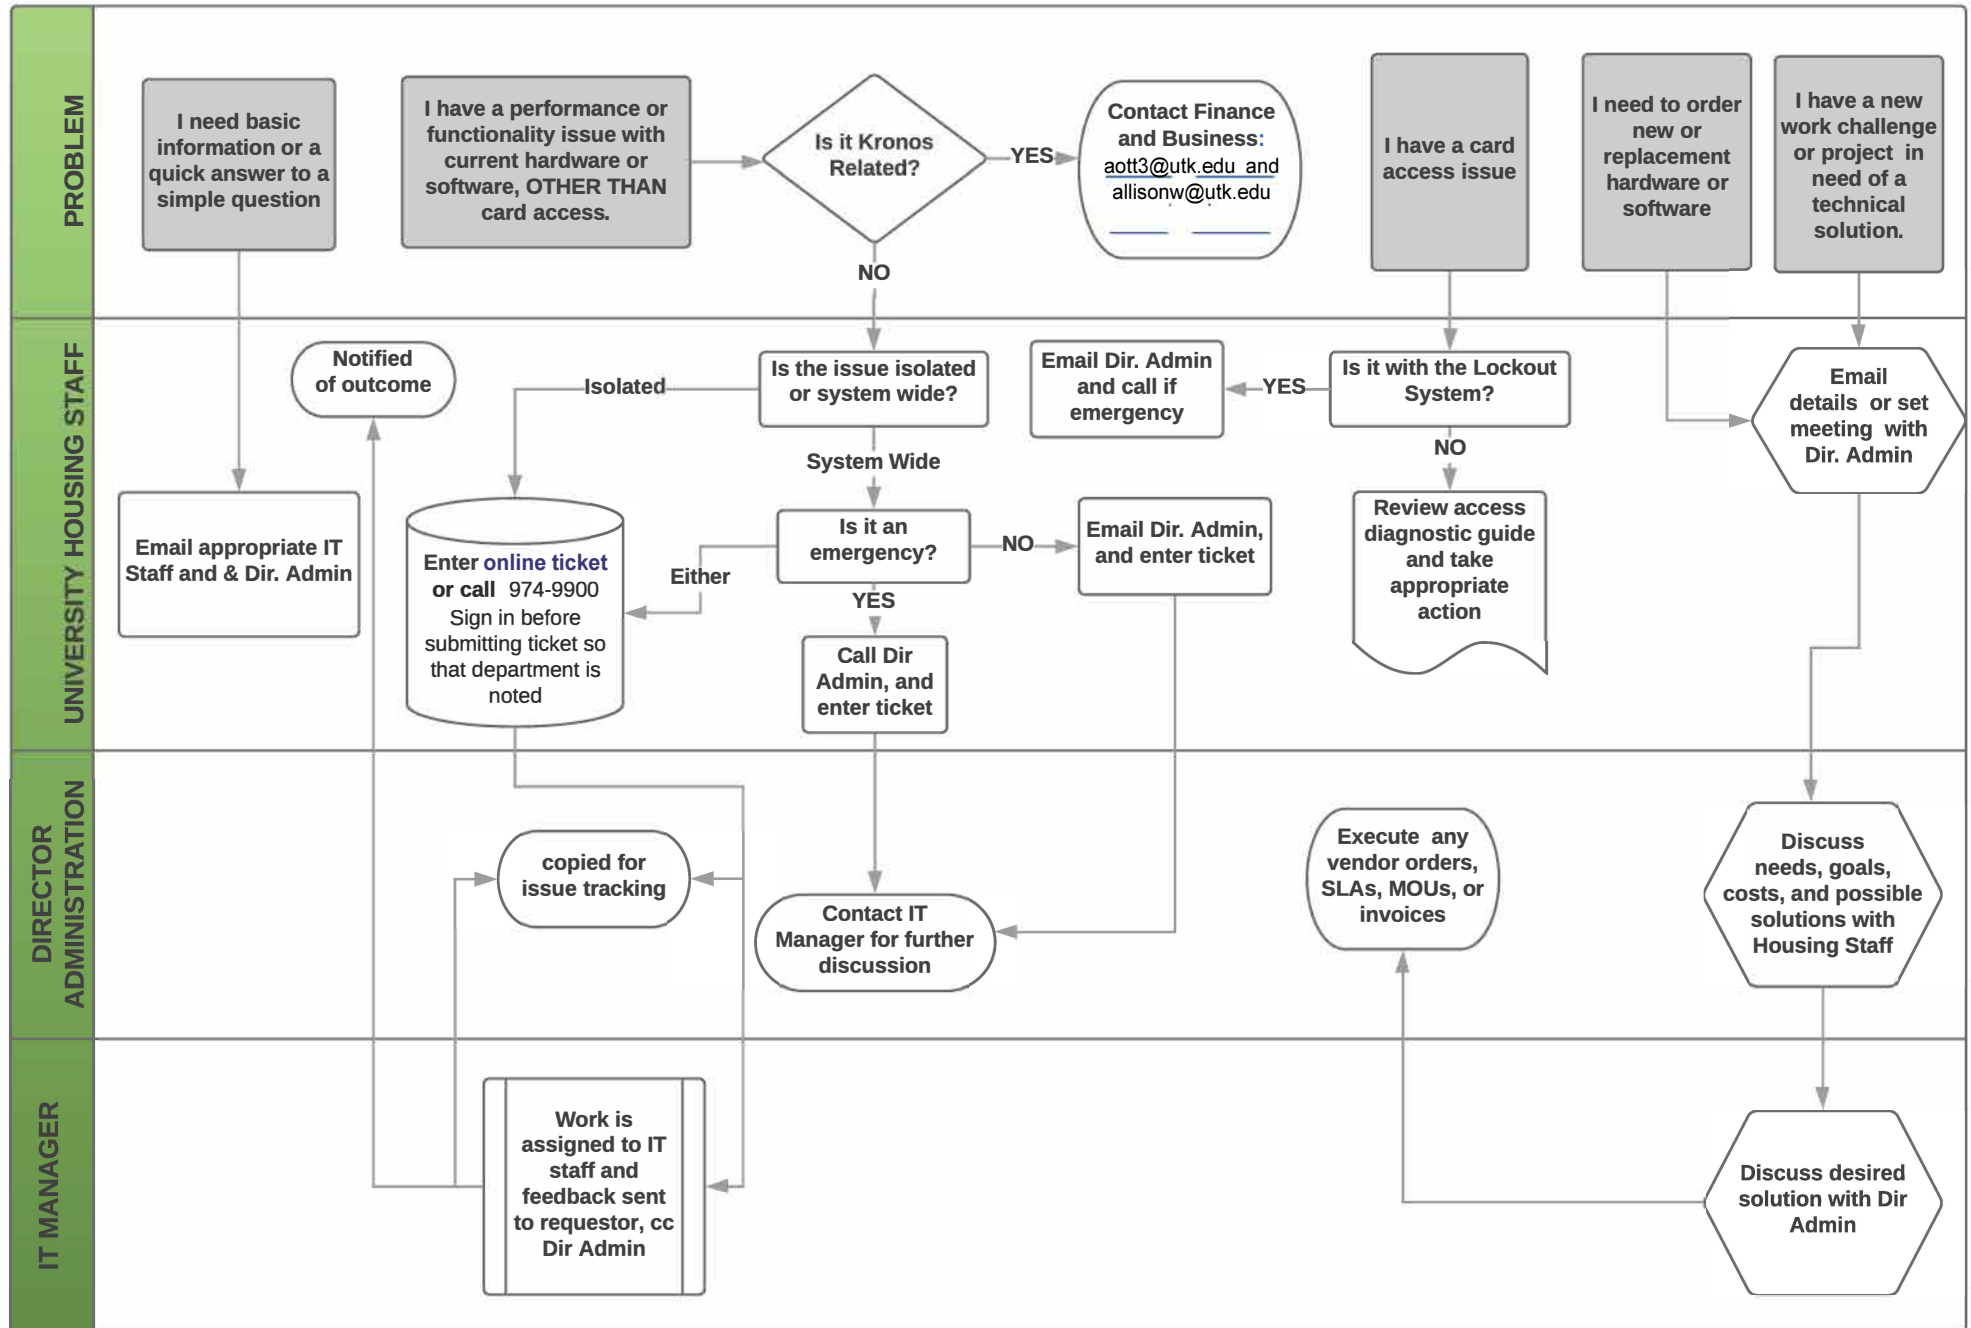 PROBLEM
I need basic
information or a
quick answer to a
simple question
I have a performance or
functionality issue with
current hardware or
software, OTHER THAN
card access.
Is it Kronos
Related?
YES
NO
Contact Finance
and Business:
aott3@utk.edu and
allisonw@utk.edu
I have a card
access issue
I need to order
new or
replacement
hardware or
software
I have a new
work challenge
or project in
need of a
technical
solution.
UNIVERSITY HOUSING STAFF
Notified
of outcome
Email appropriate IT
Staff and & Dir. Admin
Isolated
Is the issue isolated
or system wide?
System Wide
Enter online ticket
or call 974-9900
Sign in before
submitting ticket so
that department is
noted
Either
Is it an
emergency?
NO
YES
Email Dir. Admin,
and enter ticket
Call Dir
Admin, and
enter ticket
Email Dir. Admin
and call if
emergency
YES
Is it with the Lockout
System?
NO
Review access
diagnostic guide
and take
appropriate
action
Email
details or set
meeting with
Dir. Admin
DIRECTOR
ADMINISTRATION
copied for
issue tracking
Contact IT
Manager for further
discussion
Execute any
vendor orders,
SLAs, MOUs, or
invoices
Discuss
needs, goals,
costs, and possible
solutions with
Housing Staff
IT MANAGER
Work is
assigned to IT
staff and
feedback sent
to requestor, cc
Dir Admin
Discuss desired
solution with Dir
Admin